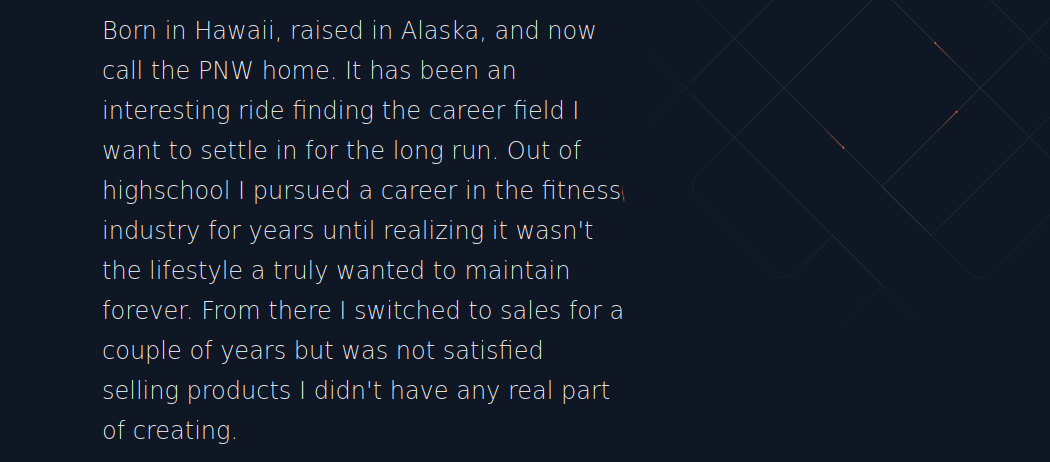 Born in Hawaii, raised in Alaska, and now
call the PNW home. It has been an
interesting ride finding the career field I
want to settle in for the long run. Out of
highschool I pursued a career in the fitness
industry for years until realizing it wasn't
the lifestyle a truly wanted to maintain
forever. From there I switched to sales for a
couple of years but was not satisfied
selling products I didn't have any real part
of creating.